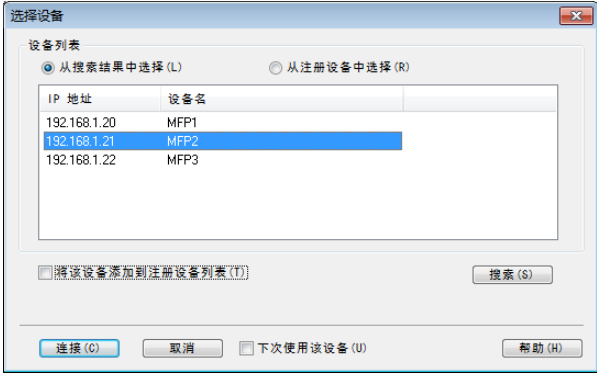 选择设备
设备列表
从搜索结果中选择(L) 从注册设备中选择(R)
IP 地址 设备名
192.168.1.20 MFP1
192.168.1.21 MFP2
192.168.1.22 MFP3
将该设备添加到注册设备列表(T) 搜索(S)
连接(C) 取消 下次使用该设备(U) 帮助(H)